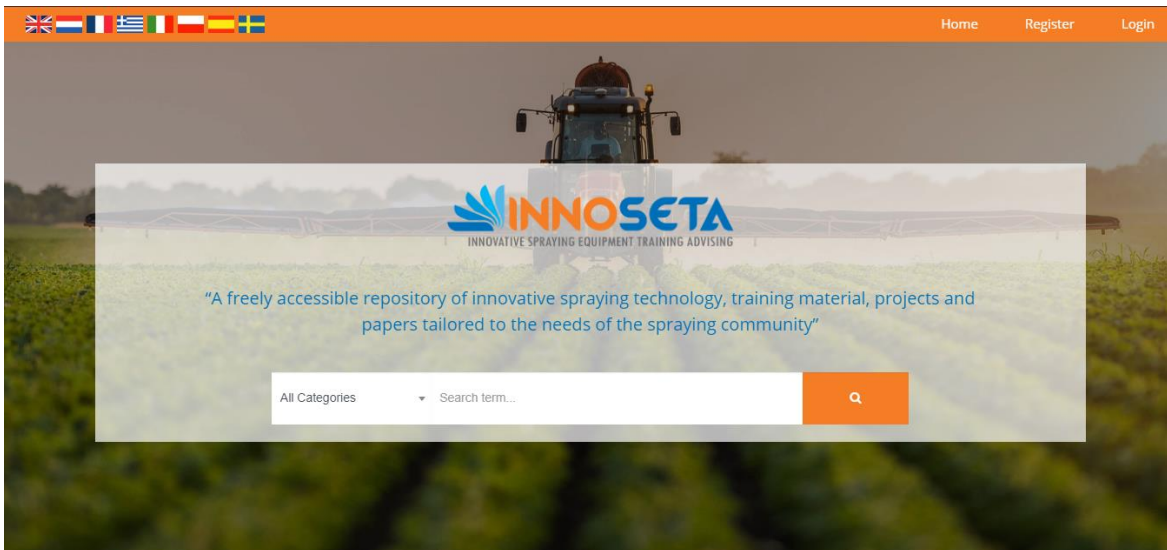 Home Register Login
INNOSETA
INNOVATIVE SPRAYING EQUIPMENT TRAINING ADVISING
“A freely accessible repository of innovative spraying technology, training material, projects and
papers tailored to the needs of the spraying community”
All Categories Search term...